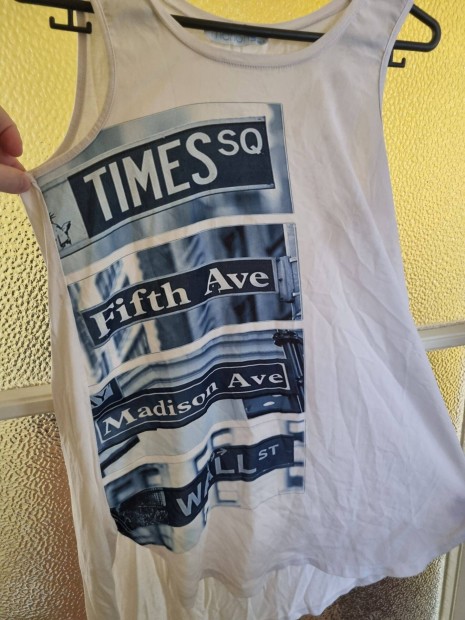 TIMES SQ
Fifth Ave
Madison Ave
WALL ST